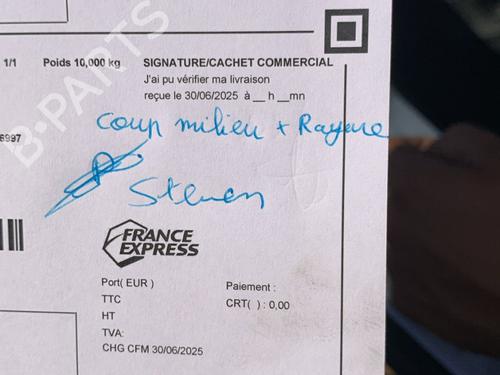 1/1 Poids 10,000 kg SIGNATURE/CACHET COMMERCIAL
J'ai pu vérifier ma livraison
reçue le 30/06/2025 à __ h __mn
6997
coup milieu + Rayure
Steven
FRANCE
EXPRESS
Port( EUR )
Paiement :
TTC
CRT( ) : 0,00
HT
TVA:
CHG CFM 30/06/2025
B-PARTS